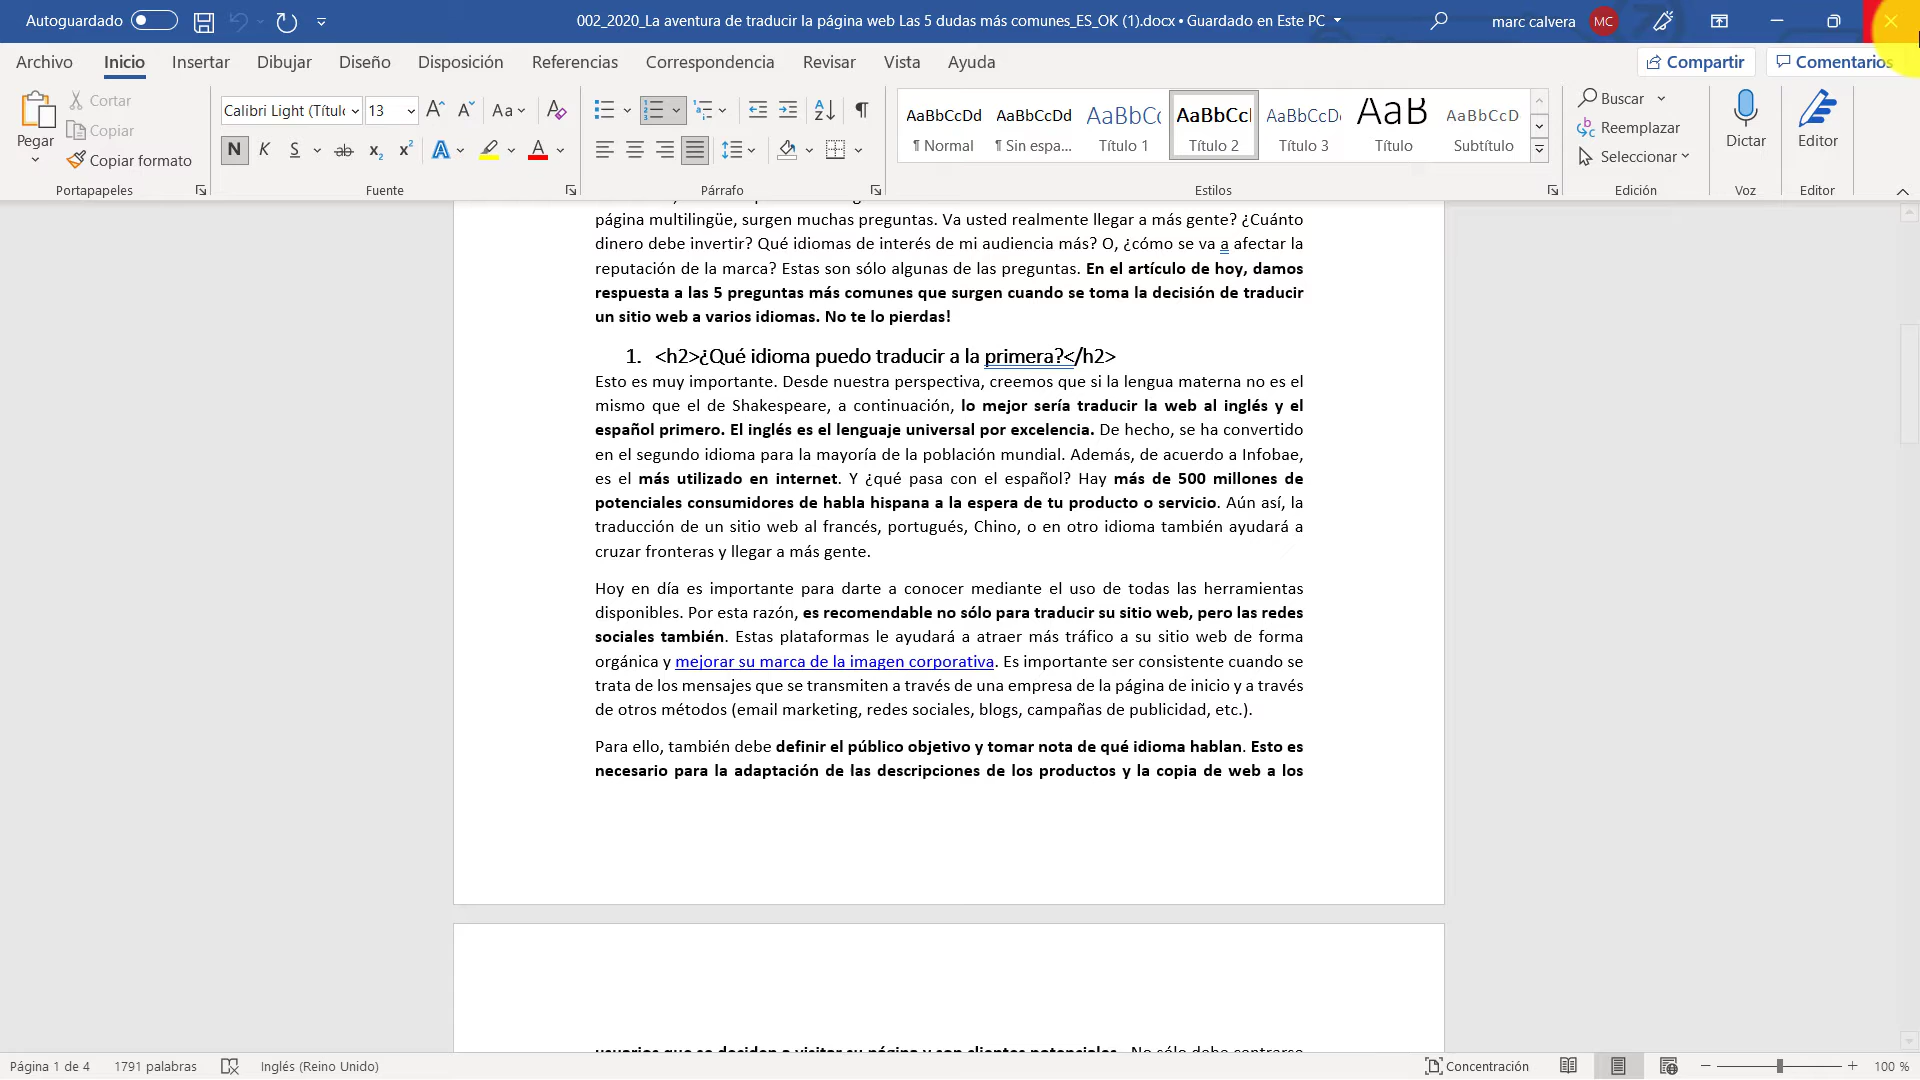 Autoguardado
002_2020_La aventura de traducir la página web Las 5 dudas más comunes_ES_OK (1).docx • Guardado en Este PC
marc calvera MC
Archivo Inicio Insertar Dibujar Diseño Disposición Referencias Correspondencia Revisar Vista Ayuda
Compartir Comentarios
Pegar
Cortar
Copiar
Copiar formato
Portapapeles
Calibri Light (Títulc 13
Aa
N K S ab x₂ x² A A
Fuente
Párrafo
AaBbCcDd AaBbCcDd AaBbCc AaBbCcI AaBbCcD AaB AaBbCcD
¶ Normal ¶ Sin espa... Título 1 Título 2 Título 3 Título Subtítulo
Estilos
Buscar
Reemplazar
Seleccionar
Edición
Dictar
Voz
Editor
Editor
página multilingüe, surgen muchas preguntas. Va usted realmente llegar a más gente? ¿Cuánto
dinero debe invertir? Qué idiomas de interés de mi audiencia más? O, ¿cómo se va a afectar la
reputación de la marca? Estas son sólo algunas de las preguntas. En el artículo de hoy, damos
respuesta a las 5 preguntas más comunes que surgen cuando se toma la decisión de traducir
un sitio web a varios idiomas. No te lo pierdas!
1. <h2>¿Qué idioma puedo traducir a la primera?</h2>
Esto es muy importante. Desde nuestra perspectiva, creemos que si la lengua materna no es el
mismo que el de Shakespeare, a continuación, lo mejor sería traducir la web al inglés y el
español primero. El inglés es el lenguaje universal por excelencia. De hecho, se ha convertido
en el segundo idioma para la mayoría de la población mundial. Además, de acuerdo a Infobae,
es el más utilizado en internet. Y ¿qué pasa con el español? Hay más de 500 millones de
potenciales consumidores de habla hispana a la espera de tu producto o servicio. Aún así, la
traducción de un sitio web al francés, portugués, Chino, o en otro idioma también ayudará a
cruzar fronteras y llegar a más gente.
Hoy en día es importante para darte a conocer mediante el uso de todas las herramientas
disponibles. Por esta razón, es recomendable no sólo para traducir su sitio web, pero las redes
sociales también. Estas plataformas le ayudará a atraer más tráfico a su sitio web de forma
orgánica y mejorar su marca de la imagen corporativa. Es importante ser consistente cuando se
trata de los mensajes que se transmiten a través de una empresa de la página de inicio y a través
de otros métodos (email marketing, redes sociales, blogs, campañas de publicidad, etc.).
Para ello, también debe definir el público objetivo y tomar nota de qué idioma hablan. Esto es
necesario para la adaptación de las descripciones de los productos y la copia de web a los
usuarios que se decidan a visitar su página y son clientes potenciales. No sólo debe centrarse
Página 1 de 4 1791 palabras Inglés (Reino Unido)
Concentración 100 %